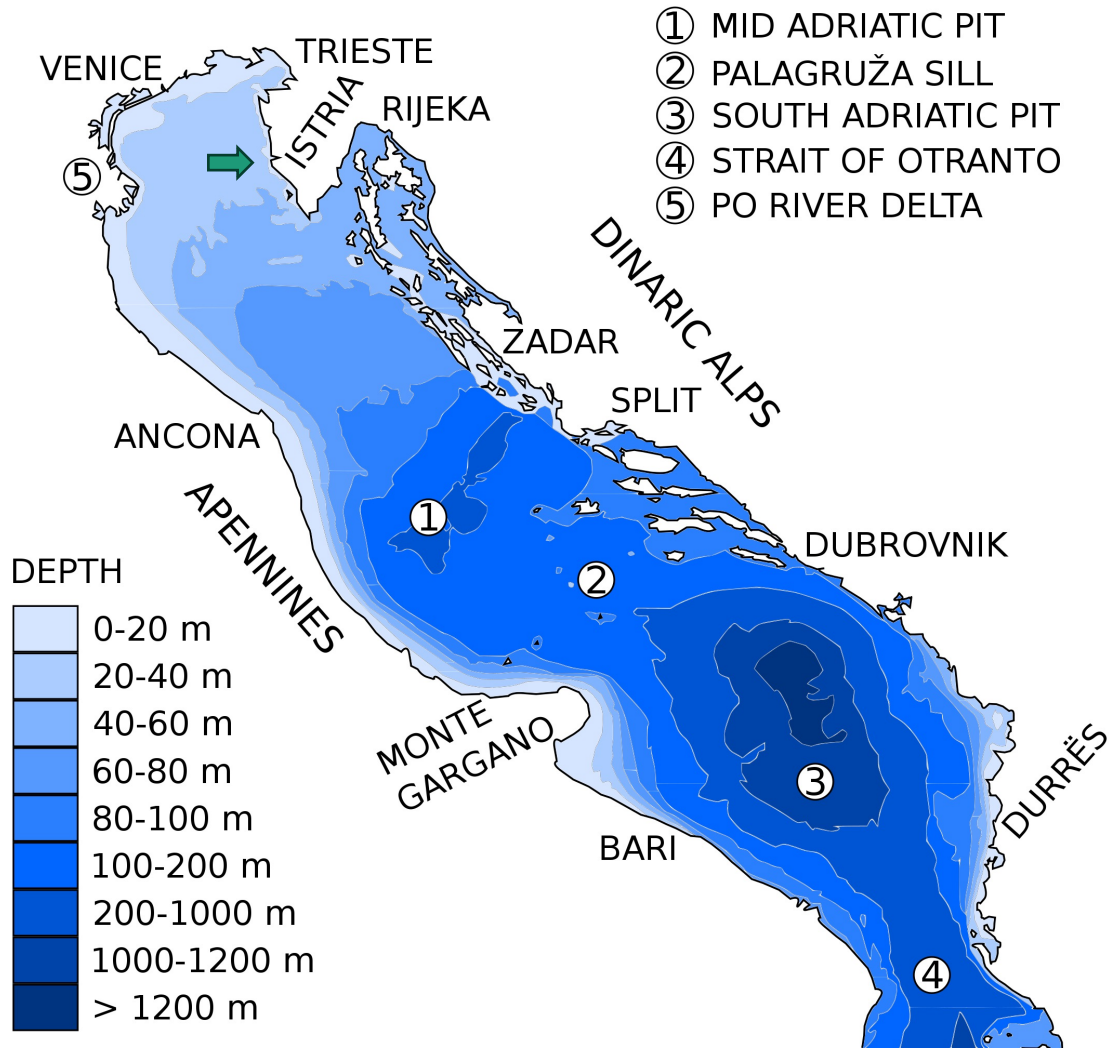 ① MID ADRIATIC PIT
② PALAGRUŽA SILL
③ SOUTH ADRIATIC PIT
④ STRAIT OF OTRANTO
⑤ PO RIVER DELTA
VENICE
TRIESTE
ISTRIA
RIJEKA
5
DINARIC ALPS
ZADAR
SPLIT
ANCONA
APENNINES
1
2
DUBROVNIK
MONTE
GARGANO
3
DURRËS
BARI
4
DEPTH
0-20 m
20-40 m
40-60 m
60-80 m
80-100 m
100-200 m
200-1000 m
1000-1200 m
> 1200 m